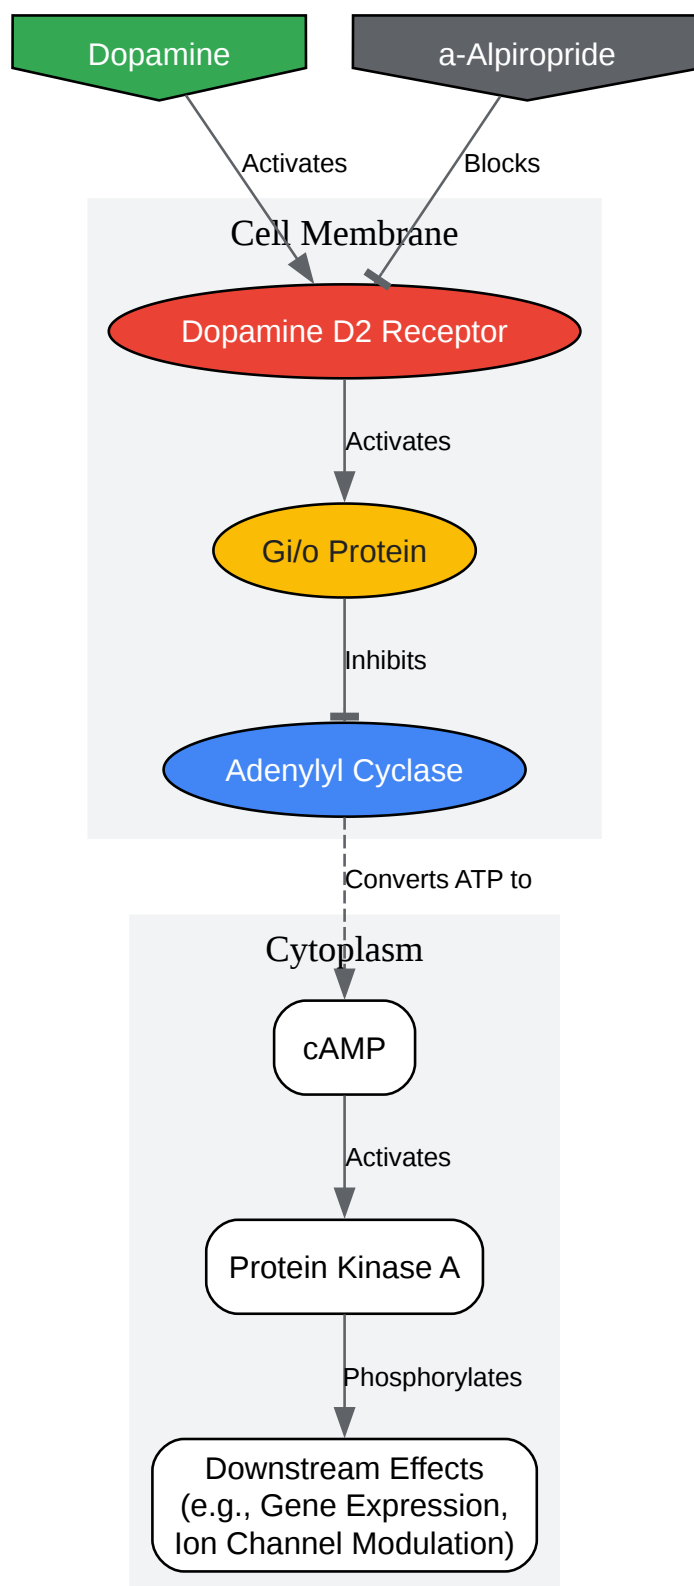 Dopamine
a-Alpiropride
Activates
Blocks
Cell Membrane
Dopamine D2 Receptor
Activates
Gi/o Protein
Inhibits
Adenylyl Cyclase
Converts ATP to
Cytoplasm
cAMP
Activates
Protein Kinase A
Phosphorylates
Downstream Effects
(e.g., Gene Expression,
Ion Channel Modulation)